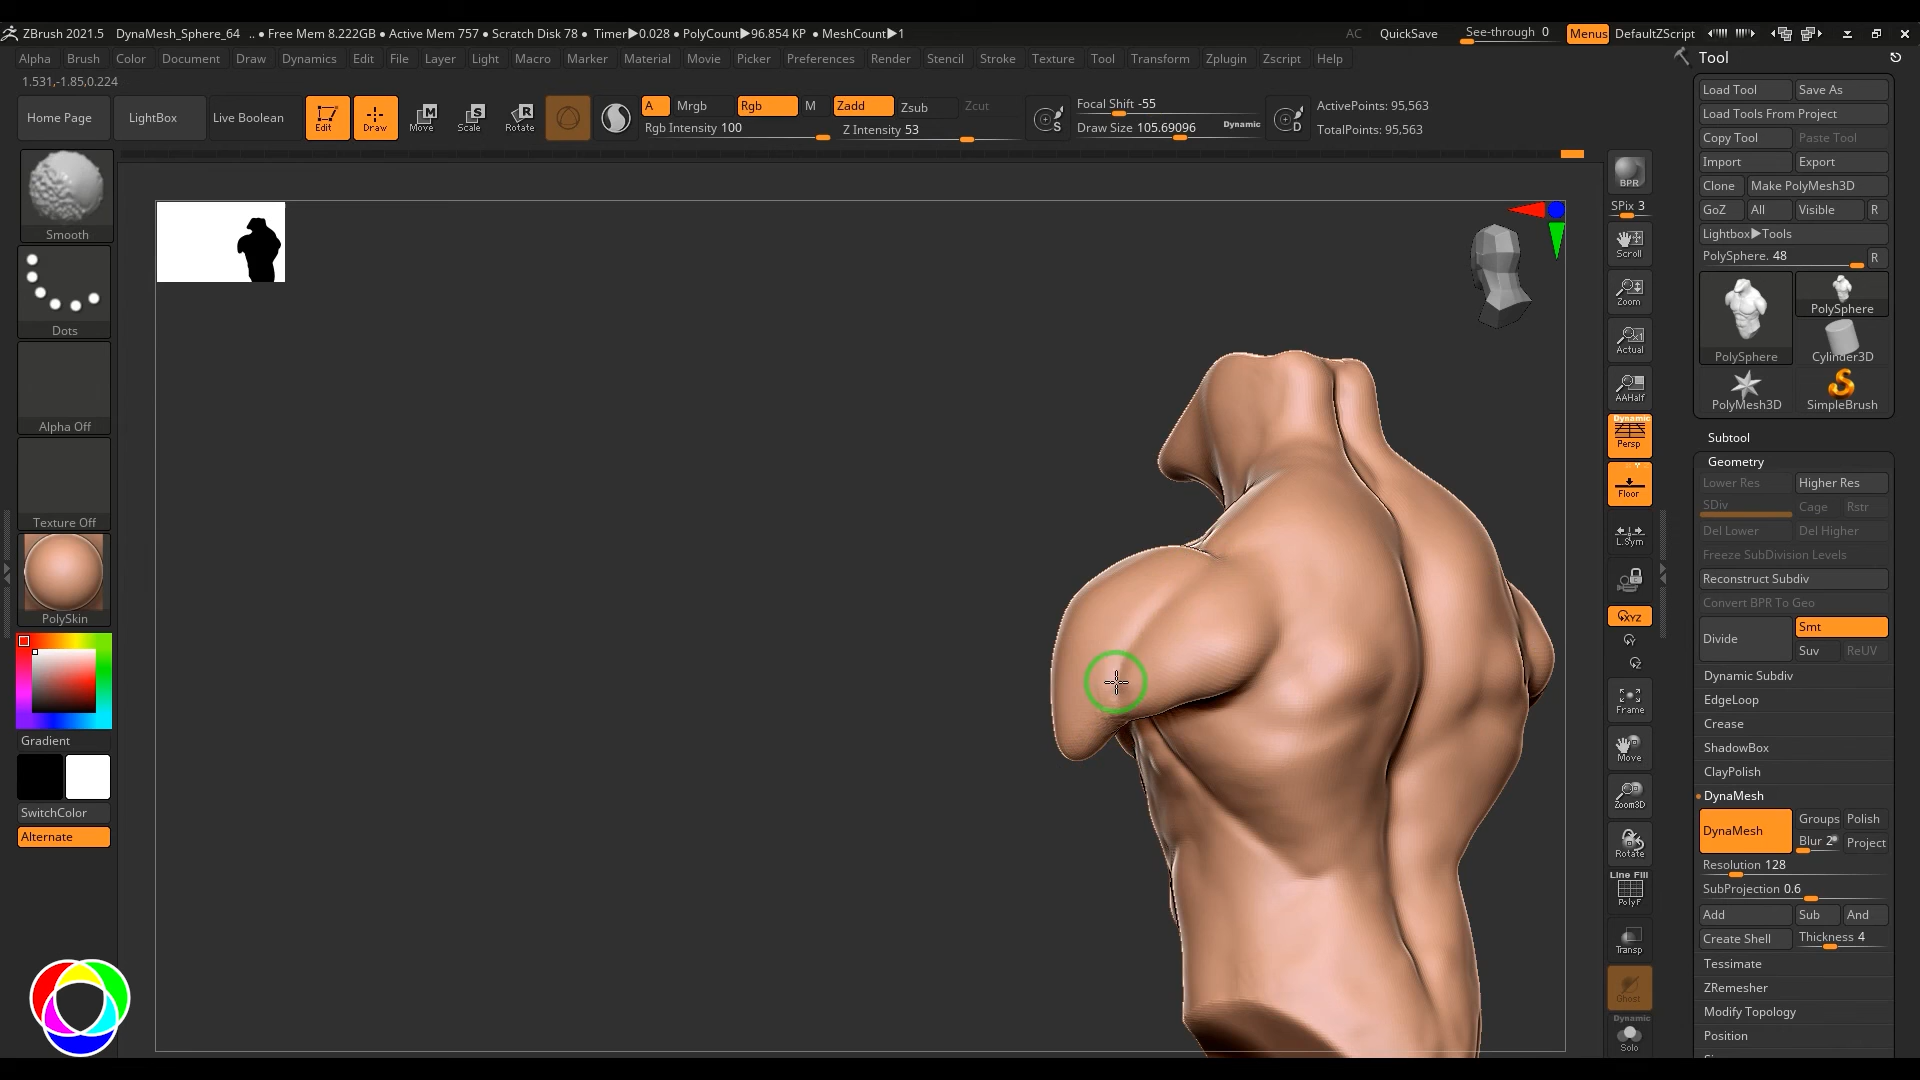 ZBrush 2021.5 DynaMesh_Sphere_64 .. ● Free Mem 8.222GB ● Active Mem 757 ● Scratch Disk 78 ● Timer▶0.028 ● PolyCount▶96.854 KP ● MeshCount▶1 AC QuickSave See-through 0 Menus DefaultZScript
Alpha Brush Color Document Draw Dynamics Edit File Layer Light Macro Marker Material Movie Picker Preferences Render Stencil Stroke Texture Tool Transform Zplugin Zscript Help
1.531,-1.85,0.224
Home Page LightBox Live Boolean Edit Draw Move Scale Rotate
A Mrgb Rgb M Zadd Zsub Zcut
Rgb Intensity 100 Z Intensity 53
S Focal Shift -55
Draw Size 105.69096 Dynamic D
ActivePoints: 95,563
TotalPoints: 95,563
Smooth
Dots
Alpha Off
Texture Off
PolySkin
Gradient
SwitchColor
Alternate
BPR
SPix 3
Scroll
Zoom
Actual
AAHalf
Dynamic
Persp
Floor
L.Sym
XYZ
Y
Z
Frame
Move
Zoom3D
Rotate
Line Fill
PolyF
Transp
Ghost
Dynamic
Solo
Tool
Load Tool Save As
Load Tools From Project
Copy Tool Paste Tool
Import Export
Clone Make PolyMesh3D
GoZ All Visible R
Lightbox▶Tools
PolySphere. 48 R
PolySphere PolySphere
Cylinder3D
PolyMesh3D SimpleBrush
Subtool
Geometry
Lower Res Higher Res
SDiv Cage Rstr
Del Lower Del Higher
Freeze SubDivision Levels
Reconstruct Subdiv
Convert BPR To Geo
Divide Smt
Suv ReUV
Dynamic Subdiv
EdgeLoop
Crease
ShadowBox
ClayPolish
DynaMesh
DynaMesh Groups Polish
Blur 2 Project
Resolution 128
SubProjection 0.6
Add Sub And
Create Shell Thickness 4
Tessimate
ZRemesher
Modify Topology
Position